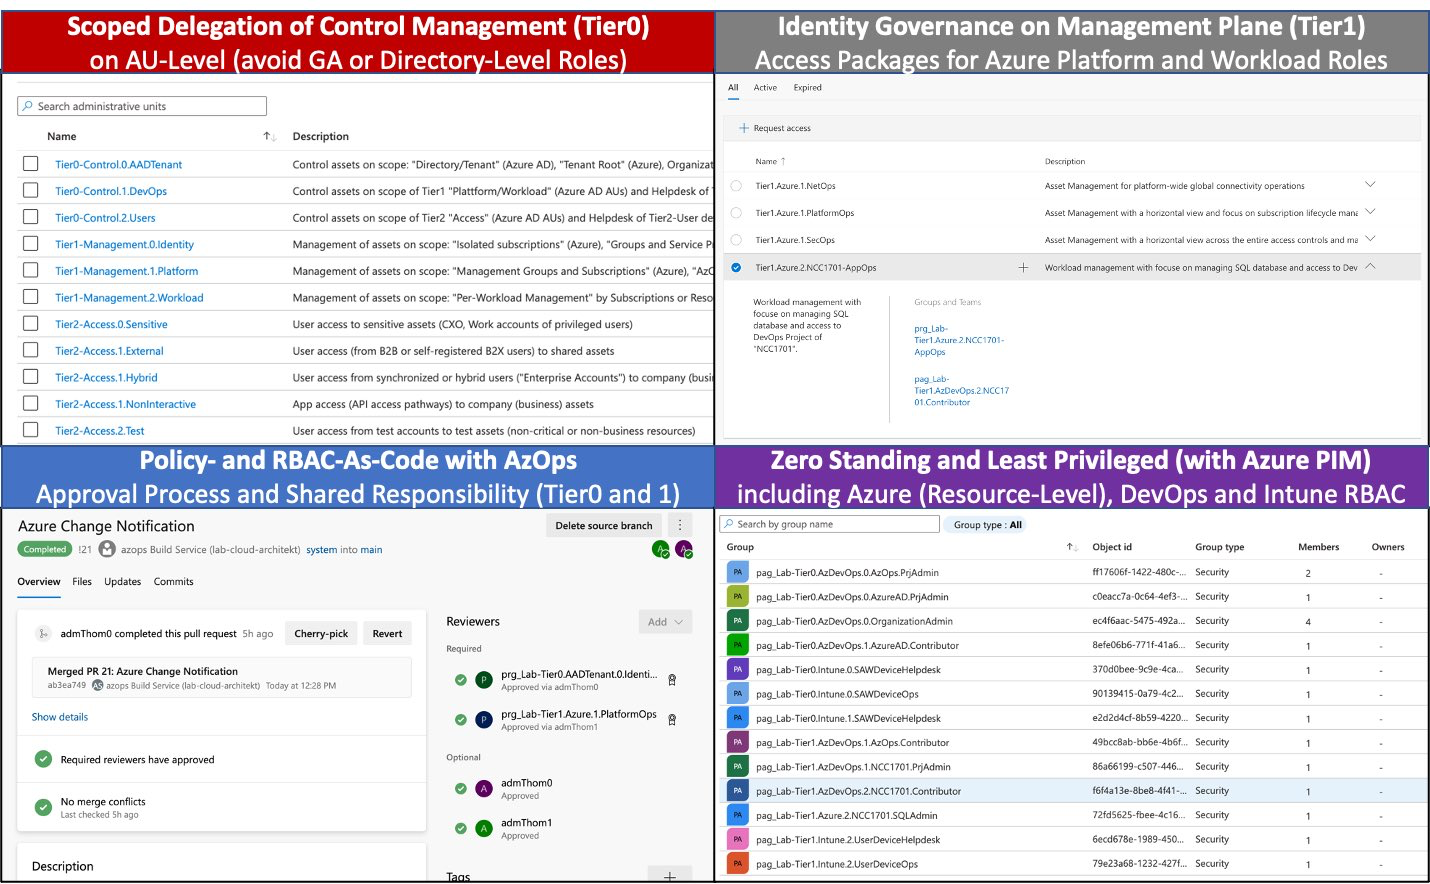 Scoped Delegation of Control Management (Tier0)
on AU-Level (avoid GA or Directory-Level Roles)
Search administrative units
Name ↑↓ Description
Tier0-Control.0.AADTenant Control assets on scope: "Directory/Tenant" (Azure AD), "Tenant Root" (Azure), Organizat
Tier0-Control.1.DevOps Control assets on scope of Tier1 "Plattform/Workload" (Azure AD AUs) and Helpdesk of
Tier0-Control.2.Users Control assets on scope of Tier2 "Access" (Azure AD AUs) and Helpdesk of Tier2-User de
Tier1-Management.0.Identity Management of assets on scope: "Isolated subscriptions" (Azure), "Groups and Service P
Tier1-Management.1.Platform Management of assets on scope: "Management Groups and Subscriptions" (Azure), "AzD
Tier1-Management.2.Workload Management of assets on scope: "Per-Workload Management" by Subscriptions or Reso
Tier2-Access.0.Sensitive User access to sensitive assets (CXO, Work accounts of privileged users)
Tier2-Access.1.External User access (from B2B or self-registered B2X users) to shared assets
Tier2-Access.1.Hybrid User access from synchronized or hybrid users ("Enterprise Accounts") to company (busi
Tier2-Access.1.NonInteractive App access (API access pathways) to company (business) assets
Tier2-Access.2.Test User access from test accounts to test assets (non-critical or non-business resources)
Identity Governance on Management Plane (Tier1)
Access Packages for Azure Platform and Workload Roles
All Active Expired
+ Request access
Name ↑ Description
Tier1.Azure.1.NetOps Asset Management for platform-wide global connectivity operations
Tier1.Azure.1.PlatformOps Asset Management with a horizontal view and focus on subscription lifecycle mana
Tier1.Azure.1.SecOps Asset Management with a horizontal view across the entire access controls and ma
Tier1.Azure.2.NCC1701-AppOps + Workload management with focuse on managing SQL database and access to Dev
Workload management with
focuse on managing SQL
database and access to
DevOps Project of
"NCC1701".
Groups and Teams
prg_Lab-
Tier1.Azure.2.NCC1701-
AppOps
pag_Lab-
Tier1.AzDevOps.2.NCC17
01.Contributor
Policy- and RBAC-As-Code with AzOps
Approval Process and Shared Responsibility (Tier0 and 1)
Azure Change Notification
Delete source branch
Completed !21 azops Build Service (lab-cloud-architekt) system into main
A A
Overview Files Updates Commits
admThom0 completed this pull request 5h ago Cherry-pick Revert
Merged PR 21: Azure Change Notification
ab3ea749 AS azops Build Service (lab-cloud-architekt) Today at 12:28 PM
Show details
Required reviewers have approved
No merge conflicts
Last checked 5h ago
Description
Reviewers Add
Required
P prg_Lab-Tier0.AADTenant.0.Identi...
Approved via admThom0
P prg_Lab-Tier1.Azure.1.PlatformOps
Approved via admThom1
Optional
A admThom0
Approved
A admThom1
Approved
Tags +
Zero Standing and Least Privileged (with Azure PIM)
including Azure (Resource-Level), DevOps and Intune RBAC
Search by group name Group type : All
Group ↑↓ Object id Group type Members Owners
PA pag_Lab-Tier0.AzDevOps.0.AzOps.PrjAdmin ff17606f-1422-480c-... Security 2 -
PA pag_Lab-Tier0.AzDevOps.0.AzureAD.PrjAdmin c0eacc7a-0c64-4ef3-... Security 1 -
PA pag_Lab-Tier0.AzDevOps.0.OrganizationAdmin ec4f6aac-5475-492a... Security 4 -
PA pag_Lab-Tier0.AzDevOps.1.AzureAD.Contributor 8efe06b6-771f-41a6... Security 1 -
PA pag_Lab-Tier0.Intune.0.SAWDeviceHelpdesk 370d0bee-9c9e-4ca... Security 1 -
PA pag_Lab-Tier0.Intune.0.SAWDeviceOps 90139415-0a79-4c2... Security 1 -
PA pag_Lab-Tier0.Intune.1.SAWDeviceHelpdesk e2d2d4cf-8b59-4220... Security 1 -
PA pag_Lab-Tier1.AzDevOps.1.AzOps.Contributor 49bcc8ab-bb6e-4b6f... Security 1 -
PA pag_Lab-Tier1.AzDevOps.1.NCC1701.PrjAdmin 86a66199-c507-446... Security 1 -
PA pag_Lab-Tier1.AzDevOps.2.NCC1701.Contributor f6f4a13e-8be8-4f41-... Security 1 -
PA pag_Lab-Tier1.Azure.2.NCC1701.SQLAdmin 72fd5625-fbee-4c16... Security 1 -
PA pag_Lab-Tier1.Intune.2.UserDeviceHelpdesk 6ecd678e-1989-450... Security 1 -
PA pag_Lab-Tier1.Intune.2.UserDeviceOps 79e23a68-1232-427f... Security 1 -